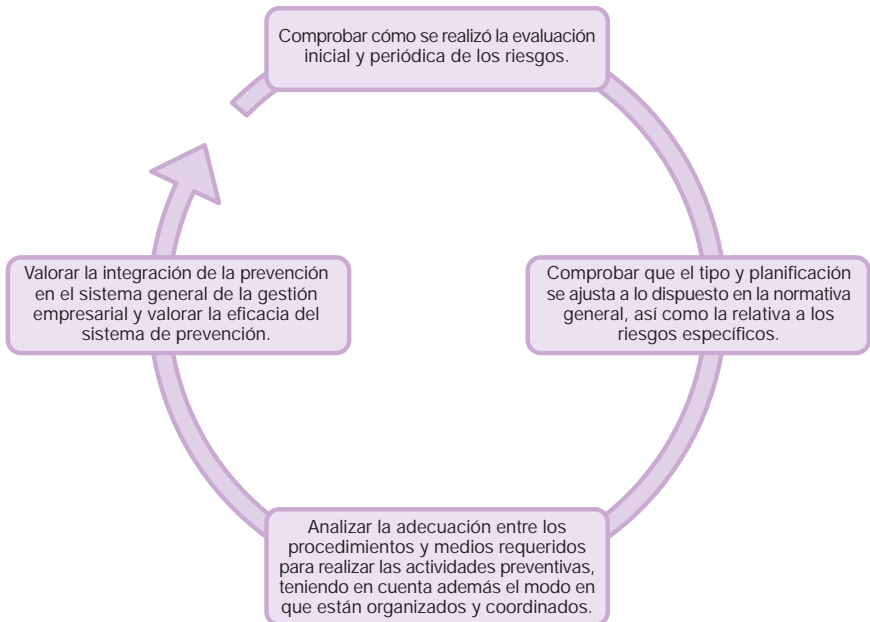 Comprobar cómo se realizó la evaluación
inicial y periódica de los riesgos.
Comprobar que el tipo y planificación
se ajusta a lo dispuesto en la normativa
general, así como la relativa a los
riesgos específicos.
Analizar la adecuación entre los
procedimientos y medios requeridos
para realizar las actividades preventivas,
teniendo en cuenta además el modo en
que están organizados y coordinados.
Valorar la integración de la prevención
en el sistema general de la gestión
empresarial y valorar la eficacia del
sistema de prevención.